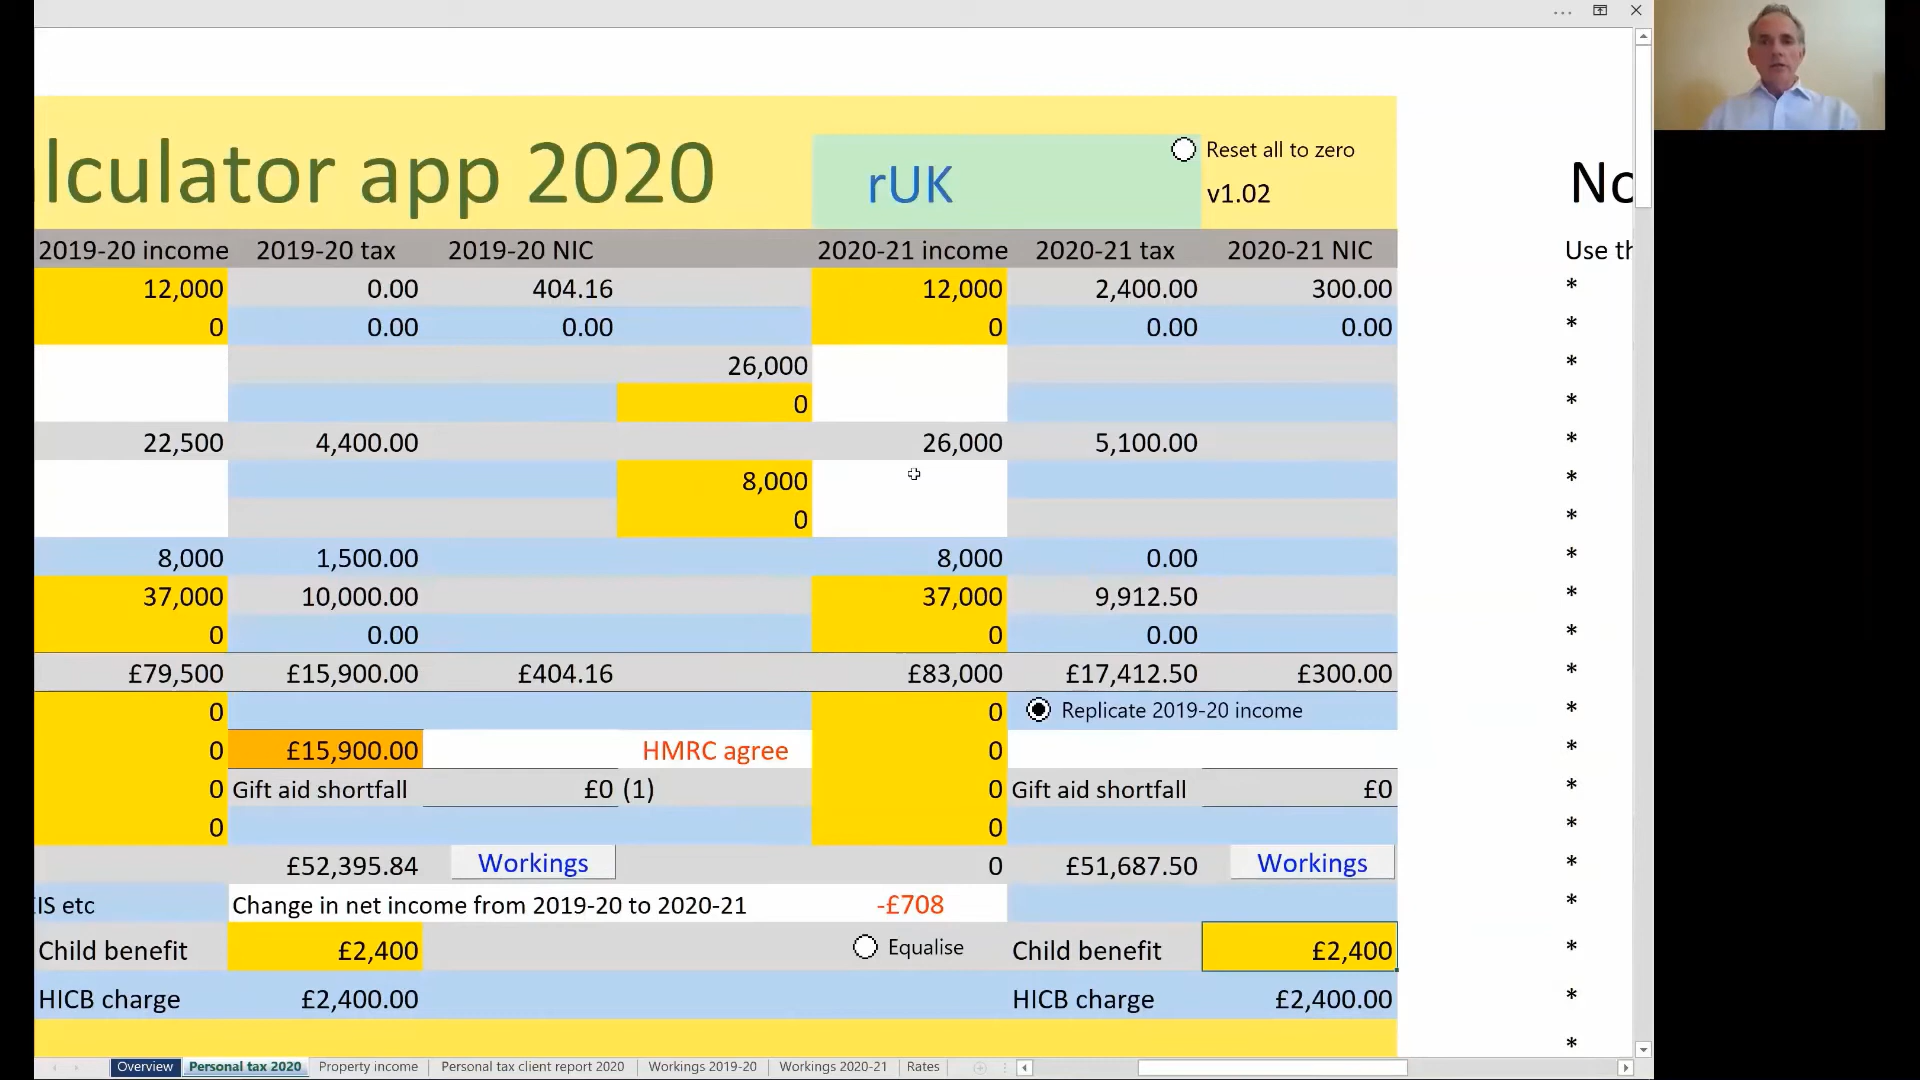 lculator app 2020
rUK
Reset all to zero
v1.02
Nc
2019-20 income 2019-20 tax 2019-20 NIC 2020-21 income 2020-21 tax 2020-21 NIC
Use th
12,000 0.00 404.16 12,000 2,400.00 300.00 *
0 0.00 0.00 0 0.00 0.00 *
26,000 *
0 *
22,500 4,400.00 26,000 5,100.00 *
8,000 *
0 *
8,000 1,500.00 8,000 0.00 *
37,000 10,000.00 37,000 9,912.50 *
0 0.00 0 0.00 *
£79,500 £15,900.00 £404.16 £83,000 £17,412.50 £300.00 *
0 0 Replicate 2019-20 income *
0 £15,900.00 HMRC agree 0 *
0 Gift aid shortfall £0 (1) 0 Gift aid shortfall £0 *
0 0 *
£52,395.84 Workings 0 £51,687.50 Workings *
IS etc Change in net income from 2019-20 to 2020-21 -£708 *
Child benefit £2,400 Equalise Child benefit £2,400 *
HICB charge £2,400.00 HICB charge £2,400.00 *
*
Overview Personal tax 2020 Property income Personal tax client report 2020 Workings 2019-20 Workings 2020-21 Rates